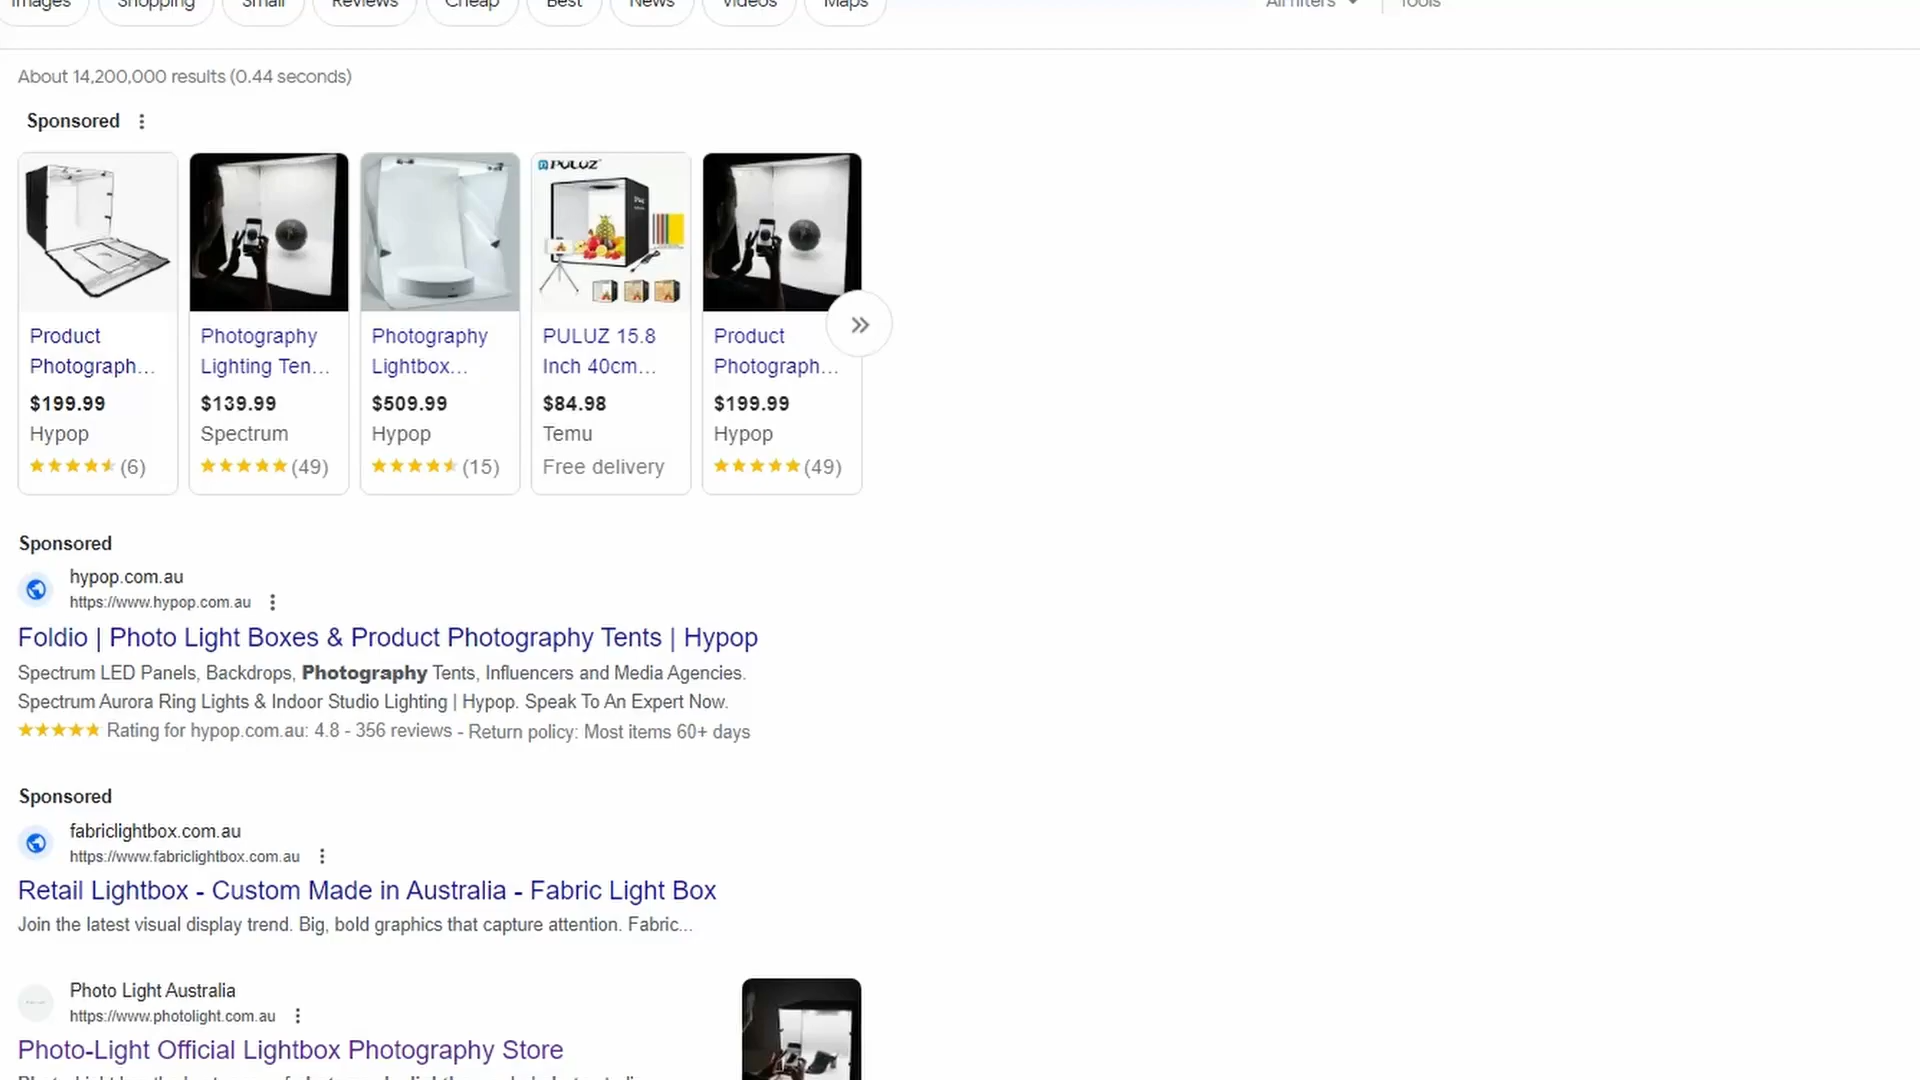 Images Shopping Small Reviews Cheap Best News Videos Maps All filters Tools
About 14,200,000 results (0.44 seconds)
Sponsored
PULUZ
Product
Photograph...
$199.99
Hypop
(6)
Photography
Lighting Ten...
$139.99
Spectrum
(49)
Photography
Lightbox...
$509.99
Hypop
(15)
PULUZ 15.8
Inch 40cm...
$84.98
Temu
Free delivery
Product
Photograph...
$199.99
Hypop
(49)
Sponsored
hypop.com.au
https://www.hypop.com.au
Foldio | Photo Light Boxes & Product Photography Tents | Hypop
Spectrum LED Panels, Backdrops, Photography Tents, Influencers and Media Agencies.
Spectrum Aurora Ring Lights & Indoor Studio Lighting | Hypop. Speak To An Expert Now.
Rating for hypop.com.au: 4.8 - 356 reviews - Return policy: Most items 60+ days
Sponsored
fabriclightbox.com.au
https://www.fabriclightbox.com.au
Retail Lightbox - Custom Made in Australia - Fabric Light Box
Join the latest visual display trend. Big, bold graphics that capture attention. Fabric...
Photo Light Australia
https://www.photolight.com.au
Photo-Light Official Lightbox Photography Store